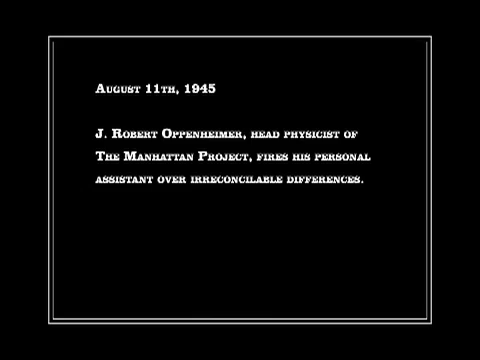 August 11th, 1945
J. Robert Oppenheimer, head physicist of
The Manhattan Project, fires his personal
assistant over irreconcilable differences.